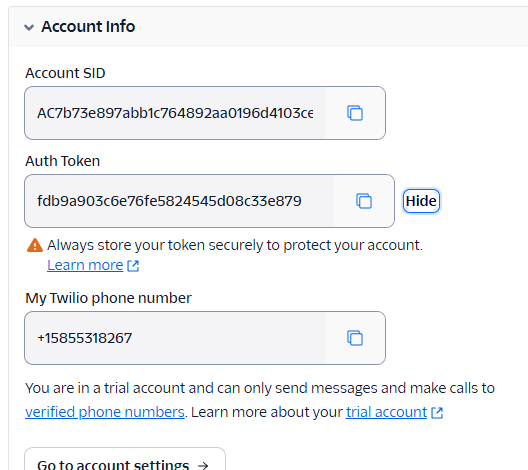 Account Info
Account SID
AC7b73e897abb1c764892aa0196d4103ce
Auth Token
fdb9a903c6e76fe5824545d08c33e879
Hide
Always store your token securely to protect your account.
Learn more
My Twilio phone number
+15855318267
You are in a trial account and can only send messages and make calls to
verified phone numbers. Learn more about your trial account
Go to account settings →